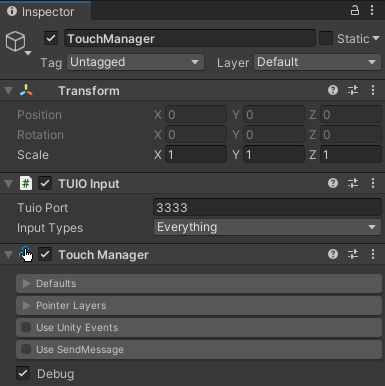 Inspector
TouchManager Static
Tag Untagged Layer Default
Transform
Position X 0 Y 0 Z 0
Rotation X 0 Y 0 Z 0
Scale X 1 Y 1 Z 1
# TUIO Input
Tuio Port 3333
Input Types Everything
Touch Manager
Defaults
Pointer Layers
Use Unity Events
Use SendMessage
Debug